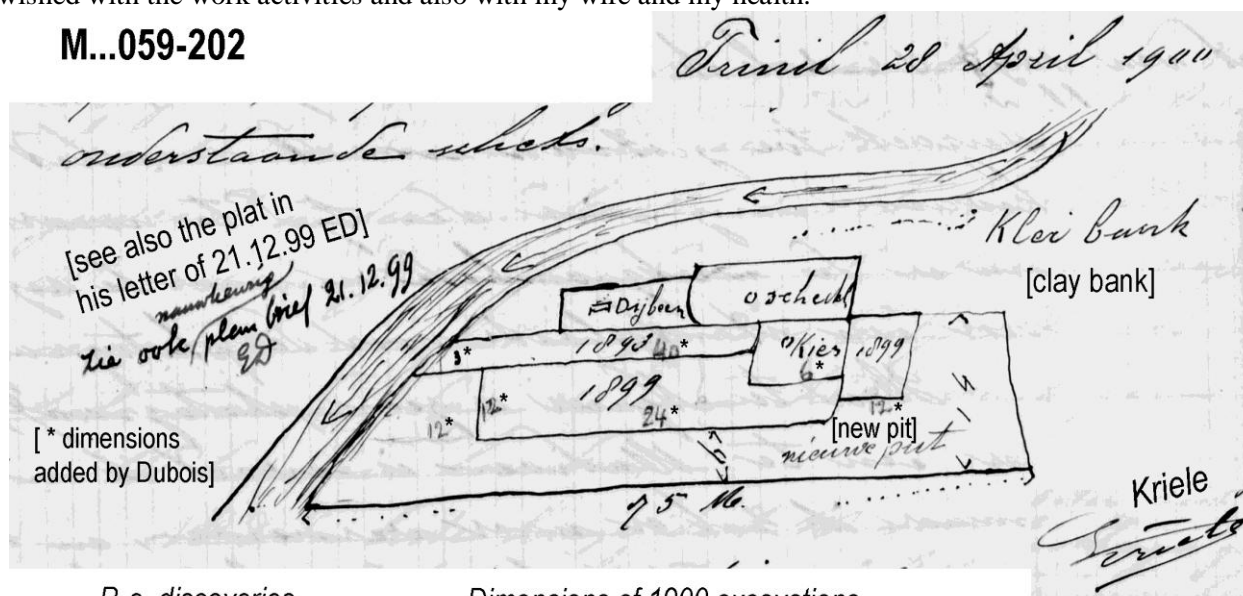 wished with the work activities and also with my wife and my health.
M...059-202
Trinil 28 April 1900
onderstaande schets.
[see also the plat in
his letter of 21.12.99 ED]
nauwkeurig
zie ook plan brief 21.12.99
ED
Klei bank
[clay bank]
Dijbeen
o schedel
3*
1893 40*
o Kies
6*
1899
12*
12*
12*
1899
24*
[new pit]
nieuwe put
[ * dimensions
added by Dubois]
10
75 M.
Kriele
Kriele
P.e. discoveries
Dimensions of 1900 excavations